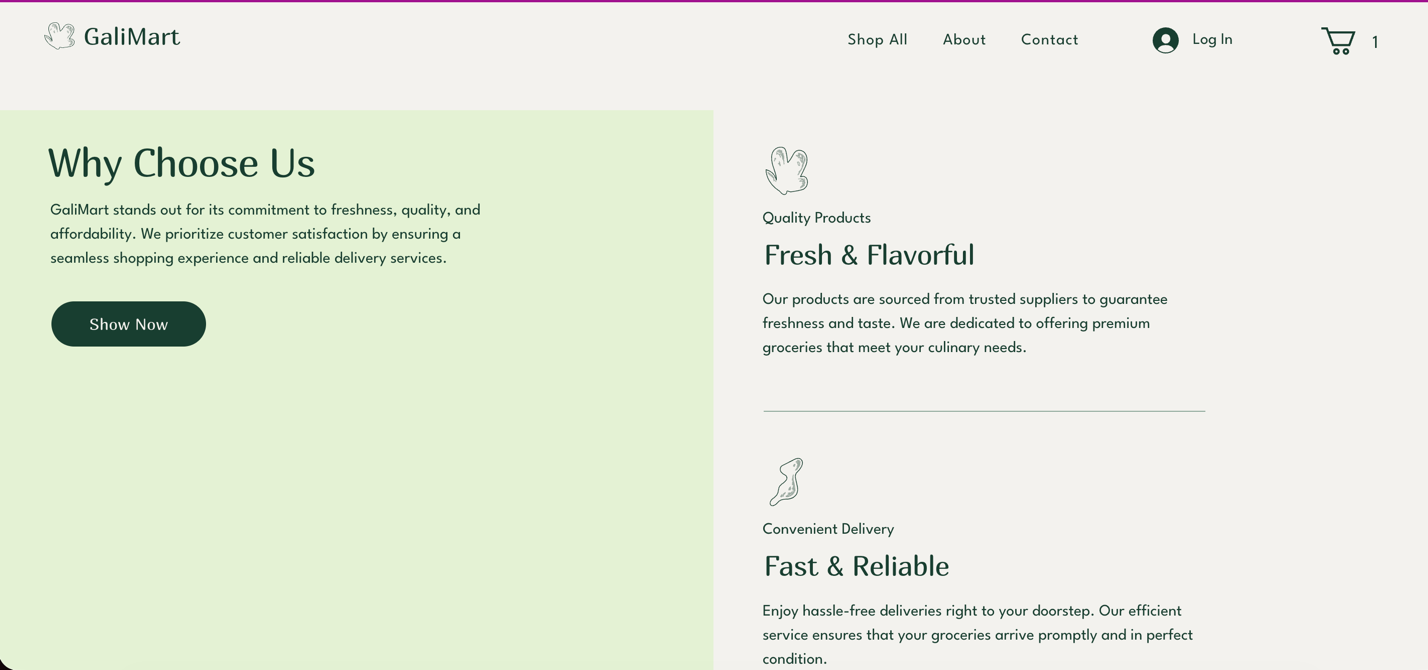 GaliMart
Shop All
About
Contact
Log In
1
Why Choose Us
GaliMart stands out for its commitment to freshness, quality, and
affordability. We prioritize customer satisfaction by ensuring a
seamless shopping experience and reliable delivery services.
Show Now
Quality Products
Fresh & Flavorful
Our products are sourced from trusted suppliers to guarantee
freshness and taste. We are dedicated to offering premium
groceries that meet your culinary needs.
Convenient Delivery
Fast & Reliable
Enjoy hassle-free deliveries right to your doorstep. Our efficient
service ensures that your groceries arrive promptly and in perfect
condition.